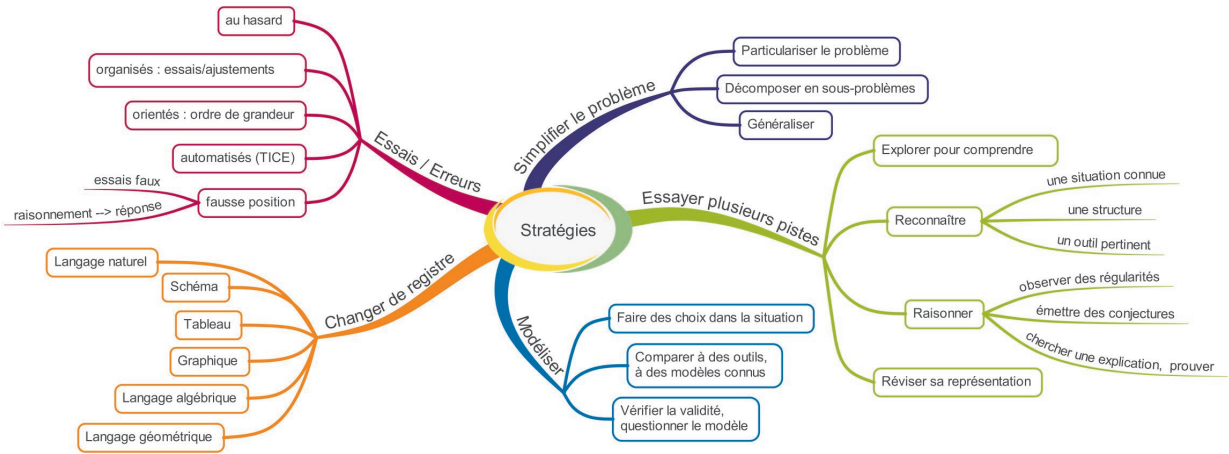 Stratégies
Essais / Erreurs
au hasard
organisés : essais/ajustements
orientés : ordre de grandeur
automatisés (TICE)
fausse position
essais faux
raisonnement --> réponse
Simplifier le problème
Particulariser le problème
Décomposer en sous-problèmes
Généraliser
Essayer plusieurs pistes
Explorer pour comprendre
Reconnaître
une situation connue
une structure
un outil pertinent
Raisonner
observer des régularités
émettre des conjectures
chercher une explication, prouver
Réviser sa représentation
Changer de registre
Langage naturel
Schéma
Tableau
Graphique
Langage algébrique
Langage géométrique
Modéliser
Faire des choix dans la situation
Comparer à des outils,
à des modèles connus
Vérifier la validité,
questionner le modèle